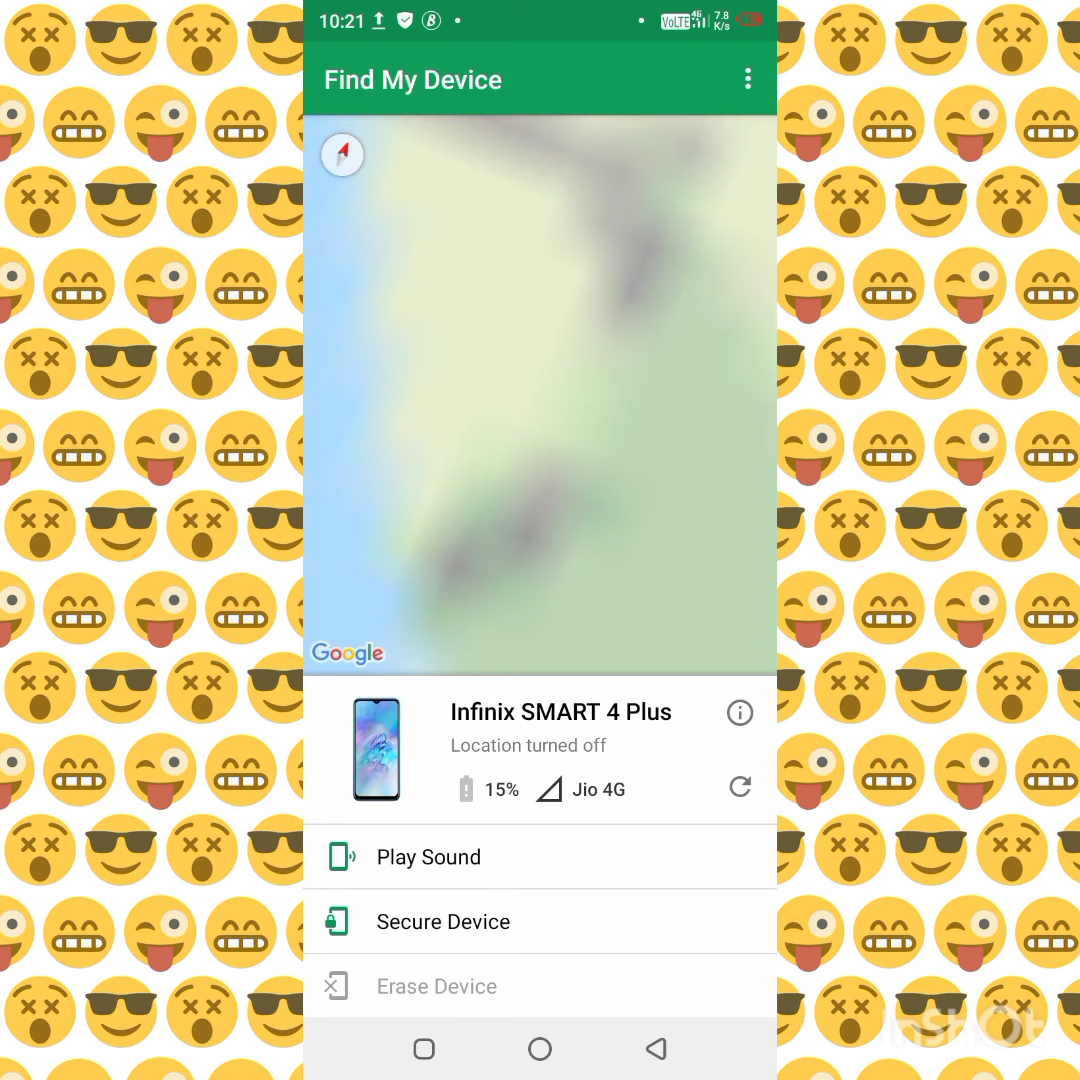 10:21 VoLTE 4G 7.8 K/s
Find My Device
Google
Infinix SMART 4 Plus
Location turned off
15% Jio 4G
Play Sound
Secure Device
Erase Device
InShOt